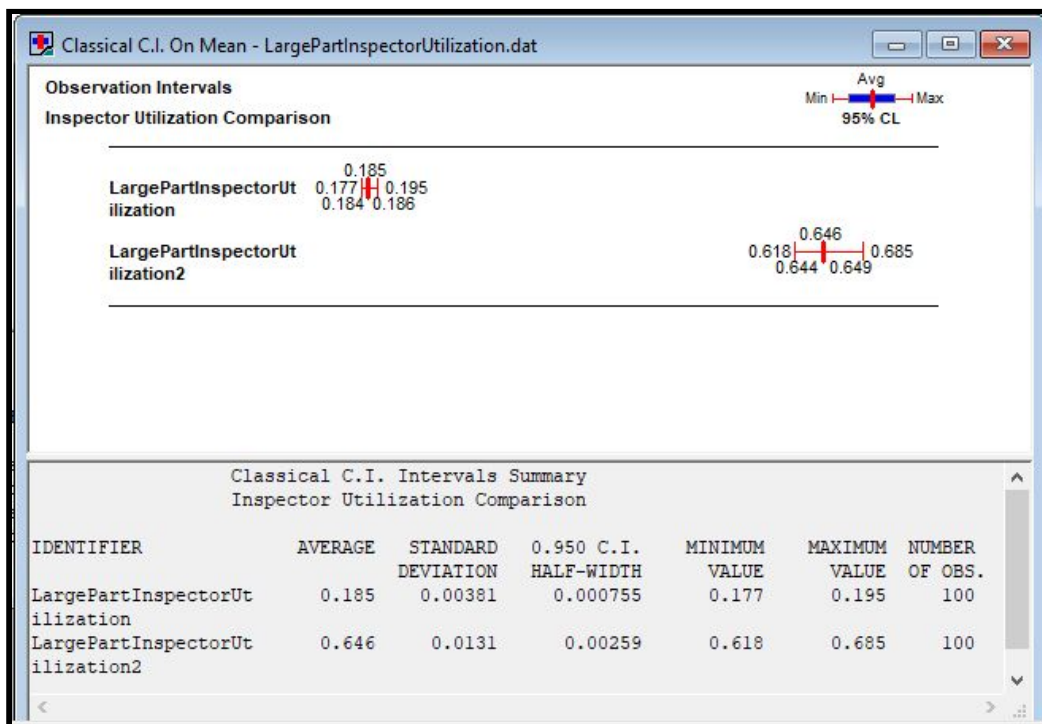 Classical C.I. On Mean - LargePartInspectorUtilization.dat
Observation Intervals
Inspector Utilization Comparison
Avg
Min Max
95% CL
0.185
LargePartInspectorUt 0.177 0.195
ilization 0.184 0.186
0.646
LargePartInspectorUt 0.618 0.685
ilization2 0.644 0.649
Classical C.I. Intervals Summary
Inspector Utilization Comparison
IDENTIFIER AVERAGE STANDARD 0.950 C.I. MINIMUM MAXIMUM NUMBER
DEVIATION HALF-WIDTH VALUE VALUE OF OBS.
LargePartInspectorUt 0.185 0.00381 0.000755 0.177 0.195 100
ilization
LargePartInspectorUt 0.646 0.0131 0.00259 0.618 0.685 100
ilization2